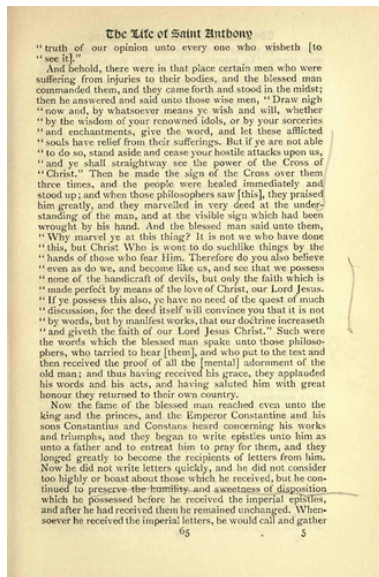 The Life of Saint Anthony
“ truth of our opinion unto every one who wisheth [to
“ see it].”
And behold, there were in that place certain men who were
suffering from injuries to their bodies, and the blessed man
commanded them, and they came forth and stood in the midst;
then he answered and said unto those wise men, “ Draw nigh
“ now and, by whatsoever means ye wish and will, whether
“ by the wisdom of your renowned idols, or by your sorceries
“ and enchantments, give the word, and let these afflicted
“ souls have relief from their sufferings. But if ye are not able
“ to do so, stand aside and cease your hostile attacks upon us,
“ and ye shall straightway see the power of the Cross of
“ Christ.” Then he made the sign of the Cross over them
three times, and the people were healed immediately and
stood up; and when those philosophers saw [this], they praised
him greatly, and they marvelled in very deed at the under-
standing of the man, and at the visible sign which had been
wrought by his hand. And the blessed man said unto them,
“ Why marvel ye at this thing? It is not we who have done
“ this, but Christ Who is wont to do suchlike things by the
“ hands of those who fear Him. Therefore do you also believe
“ even as do we, and become like us, and see that we possess
“ none of the handicraft of devils, but only the faith which is
“ made perfect by means of the love of Christ, our Lord Jesus.
“ If ye possess this also, ye have no need of the quest of much
“ discussion, for the deed itself will convince you that it is not
“ by words, but by manifest works, that our doctrine increaseth
“ and giveth the faith of our Lord Jesus Christ.” Such were
the words which the blessed man spake unto those philoso-
phers, who tarried to hear [them], and who put to the test and
then received the proof of all the [mental] adornment of the
old man; and thus having received his grace, they applauded
his words and his acts, and having saluted him with great
honour they returned to their own country.
Now the fame of the blessed man reached even unto the
king and the princes, and the Emperor Constantine and his
sons Constantius and Constans heard concerning his works
and triumphs, and they began to write epistles unto him as
unto a father and to entreat him to pray for them, and they
longed greatly to become the recipients of letters from him.
Now he did not write letters quickly, and he did not consider
too highly or boast about those which he received, but he con-
tinued to preserve the humility and sweetness of disposition
which he possessed before he received the imperial epistles,
and after he had received them he remained unchanged. When-
soever he received the imperial letters, he would call and gather
65 5